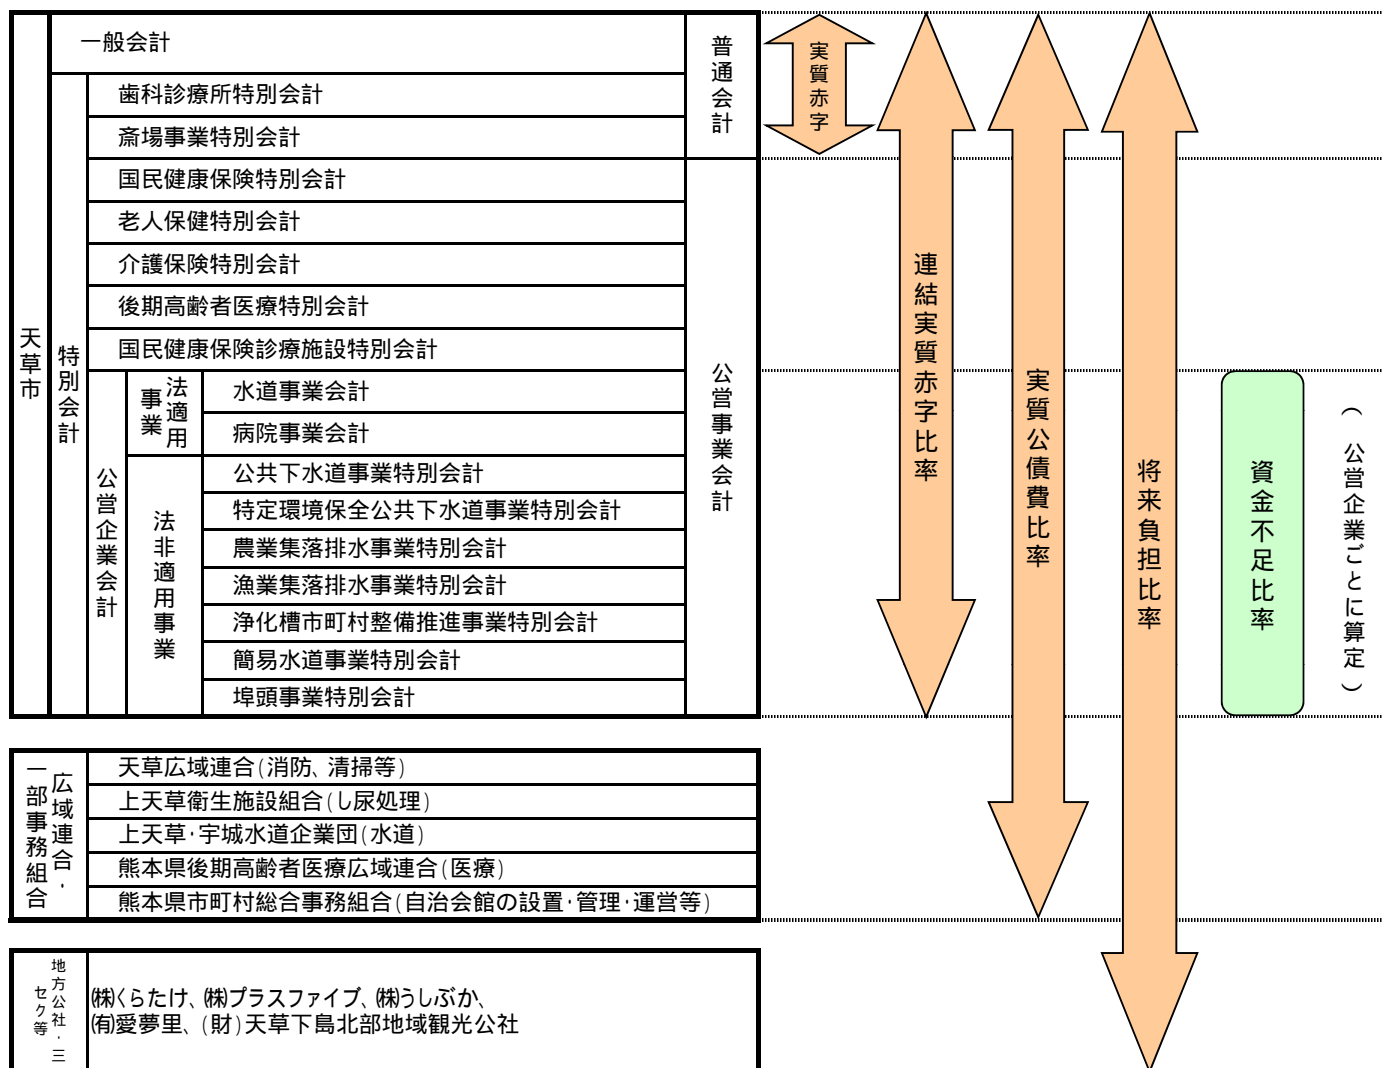 天草市
特別会計
一般会計
歯科診療所特別会計
斎場事業特別会計
国民健康保険特別会計
老人保健特別会計
介護保険特別会計
後期高齢者医療特別会計
国民健康保険診療施設特別会計
公営企業会計
法適用
事業
水道事業会計
病院事業会計
法非適用事業
公共下水道事業特別会計
特定環境保全公共下水道事業特別会計
農業集落排水事業特別会計
漁業集落排水事業特別会計
浄化槽市町村整備推進事業特別会計
簡易水道事業特別会計
埠頭事業特別会計
普通会計
公営事業会計
実質赤字
連結実質赤字比率
実質公債費比率
将来負担比率
資金不足比率
(公営企業ごとに算定)
広域連合・
一部事務組合
天草広域連合(消防、清掃等)
上天草衛生施設組合(し尿処理)
上天草・宇城水道企業団(水道)
熊本県後期高齢者医療広域連合(医療)
熊本県市町村総合事務組合(自治会館の設置・管理・運営等)
地方公社・三
セク等
㈱くらたけ、㈱プラスファイブ、㈱うしぶか、
㈲愛夢里、(財)天草下島北部地域観光公社